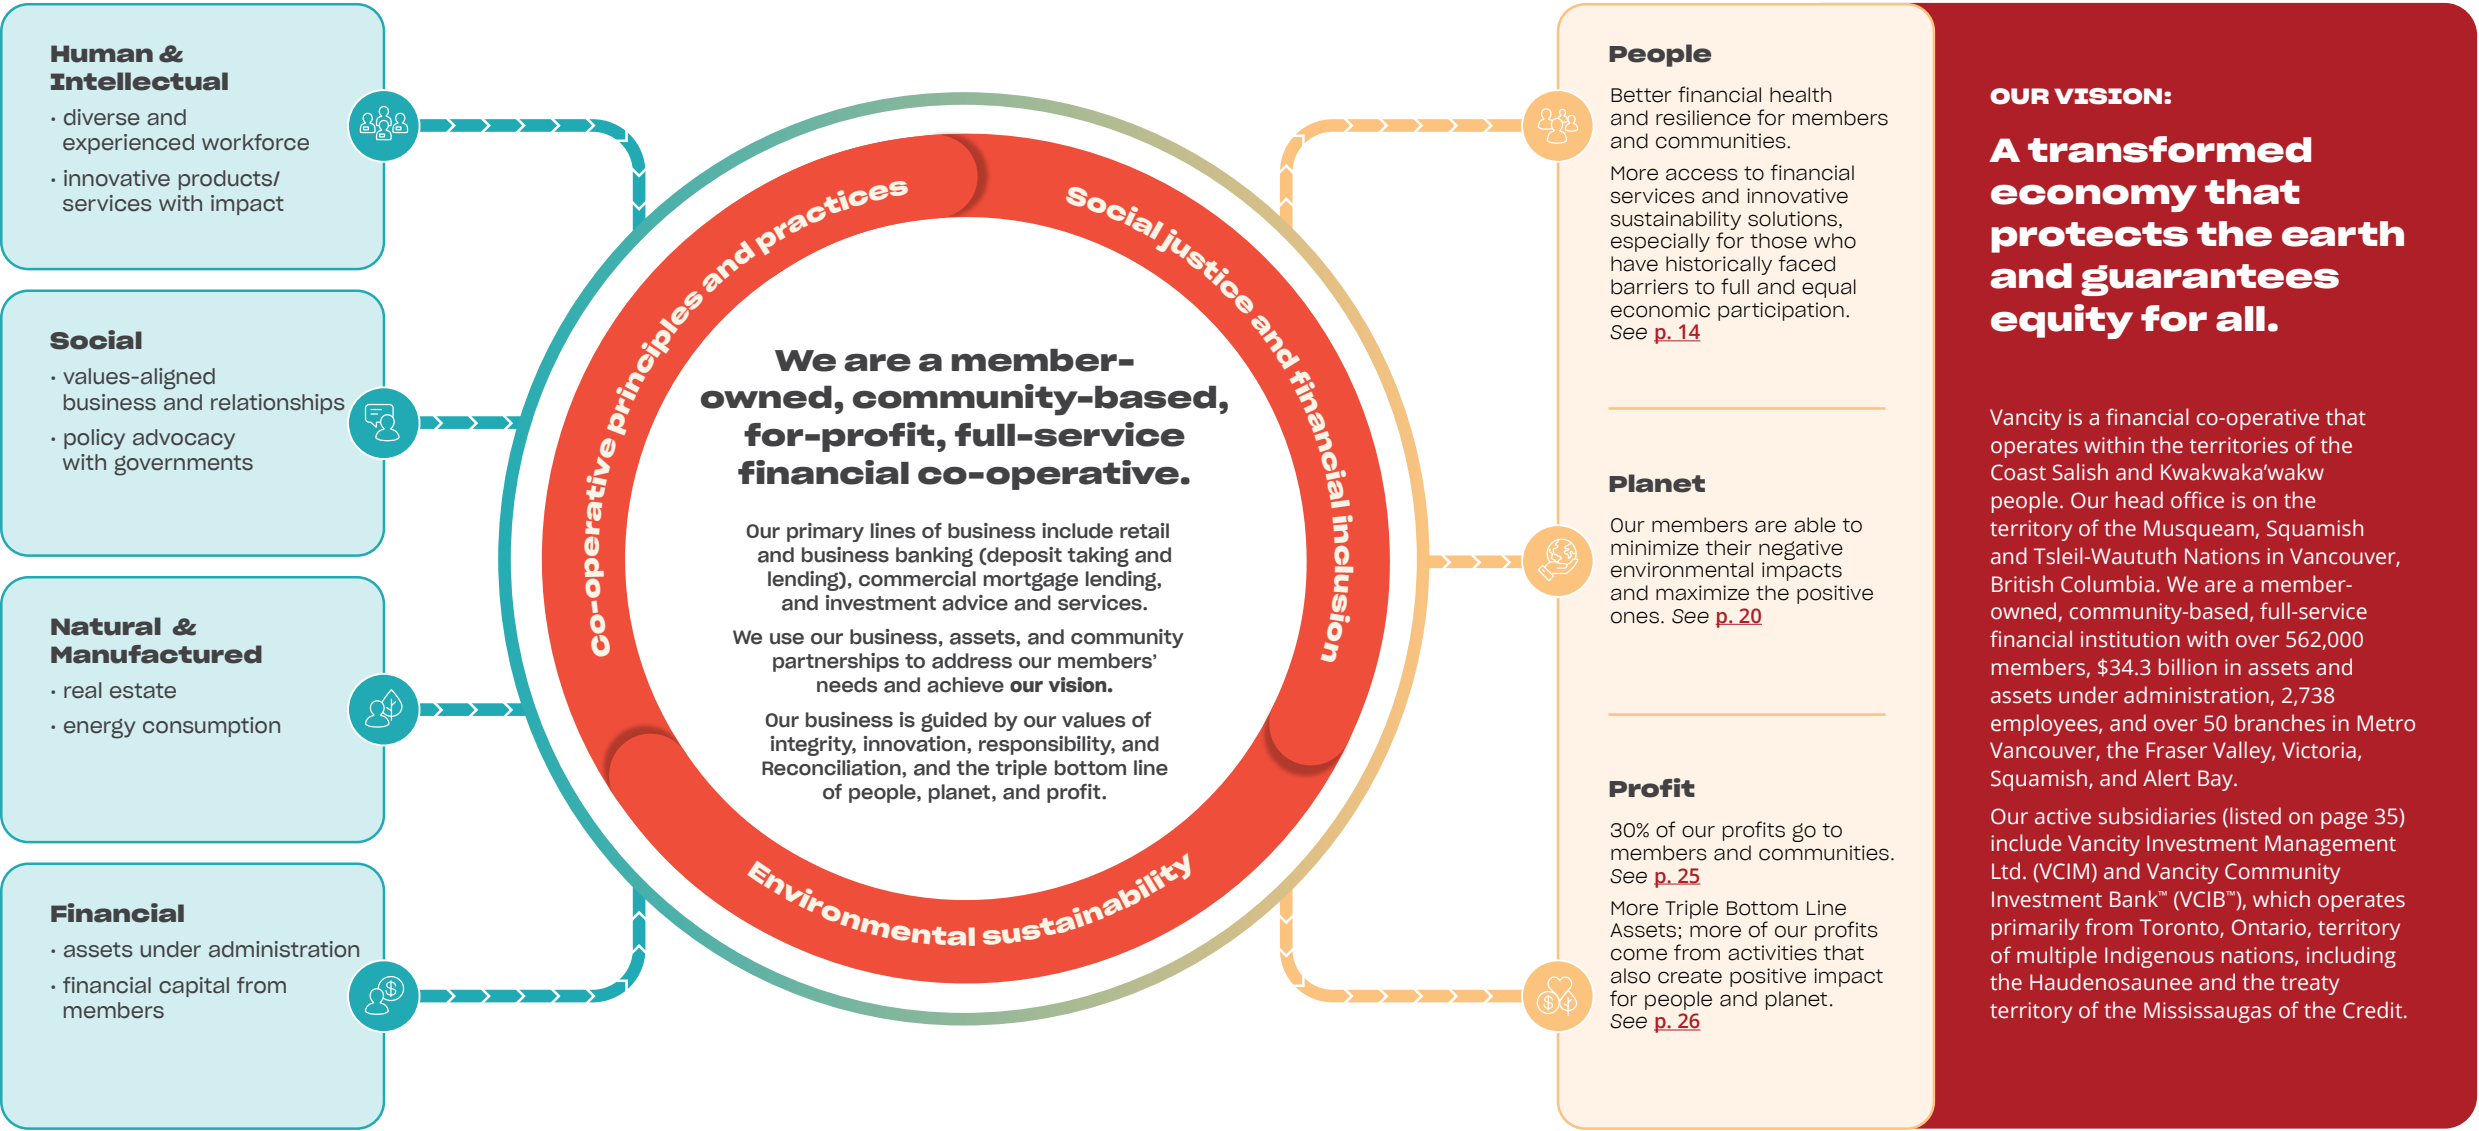 Human &
Intellectual
· diverse and
experienced workforce
· innovative products/
services with impact
Social
· values-aligned
business and relationships
· policy advocacy
with governments
Natural &
Manufactured
· real estate
· energy consumption
Financial
· assets under administration
· financial capital from
members
Co-operative principles and practices
Social justice and financial inclusion
Environmental sustainability
We are a member-
owned, community-based,
for-profit, full-service
financial co-operative.
Our primary lines of business include retail
and business banking (deposit taking and
lending), commercial mortgage lending,
and investment advice and services.
We use our business, assets, and community
partnerships to address our members’
needs and achieve our vision.
Our business is guided by our values of
integrity, innovation, responsibility, and
Reconciliation, and the triple bottom line
of people, planet, and profit.
People
Better financial health
and resilience for members
and communities.
More access to financial
services and innovative
sustainability solutions,
especially for those who
have historically faced
barriers to full and equal
economic participation.
See p. 14
Planet
Our members are able to
minimize their negative
environmental impacts
and maximize the positive
ones. See p. 20
Profit
30% of our profits go to
members and communities.
See p. 25
More Triple Bottom Line
Assets; more of our profits
come from activities that
also create positive impact
for people and planet.
See p. 26
OUR VISION:
A transformed
economy that
protects the earth
and guarantees
equity for all.
Vancity is a financial co-operative that
operates within the territories of the
Coast Salish and Kwakwaka’wakw
people. Our head office is on the
territory of the Musqueam, Squamish
and Tsleil-Waututh Nations in Vancouver,
British Columbia. We are a member-
owned, community-based, full-service
financial institution with over 562,000
members, $34.3 billion in assets and
assets under administration, 2,738
employees, and over 50 branches in Metro
Vancouver, the Fraser Valley, Victoria,
Squamish, and Alert Bay.
Our active subsidiaries (listed on page 35)
include Vancity Investment Management
Ltd. (VCIM) and Vancity Community
Investment Bank™ (VCIB™), which operates
primarily from Toronto, Ontario, territory
of multiple Indigenous nations, including
the Haudenosaunee and the treaty
territory of the Mississaugas of the Credit.